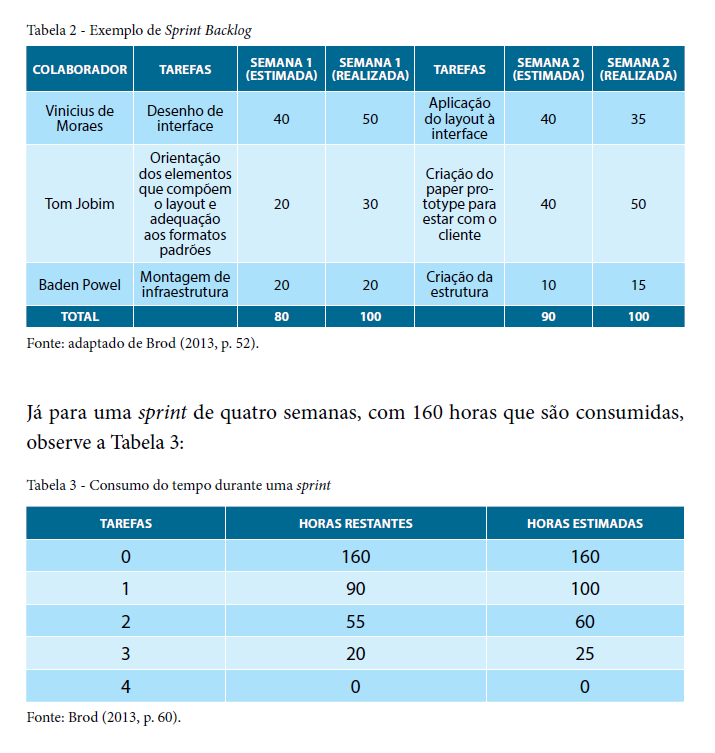 Tabela 2 - Exemplo de Sprint Backlog
COLABORADOR
TAREFAS
SEMANA 1
(ESTIMADA)
SEMANA 1
(REALIZADA)
TAREFAS
SEMANA 2
(ESTIMADA)
SEMANA 2
(REALIZADA)
Vinicius de
Moraes
Desenho de
interface
40
50
Aplicação
do layout à
interface
40
35
Tom Jobim
Orientação
dos elementos
que compõem
o layout e
adequação
aos formatos
padrões
20
30
Criação do
paper pro-
totype para
estar com o
cliente
40
50
Baden Powel
Montagem de
infraestrutura
20
20
Criação da
estrutura
10
15
TOTAL
80
100
90
100
Fonte: adaptado de Brod (2013, p. 52).
Já para uma sprint de quatro semanas, com 160 horas que são consumidas,
observe a Tabela 3:
Tabela 3 - Consumo do tempo durante uma sprint
TAREFAS
HORAS RESTANTES
HORAS ESTIMADAS
0
160
160
1
90
100
2
55
60
3
20
25
4
0
0
Fonte: Brod (2013, p. 60).